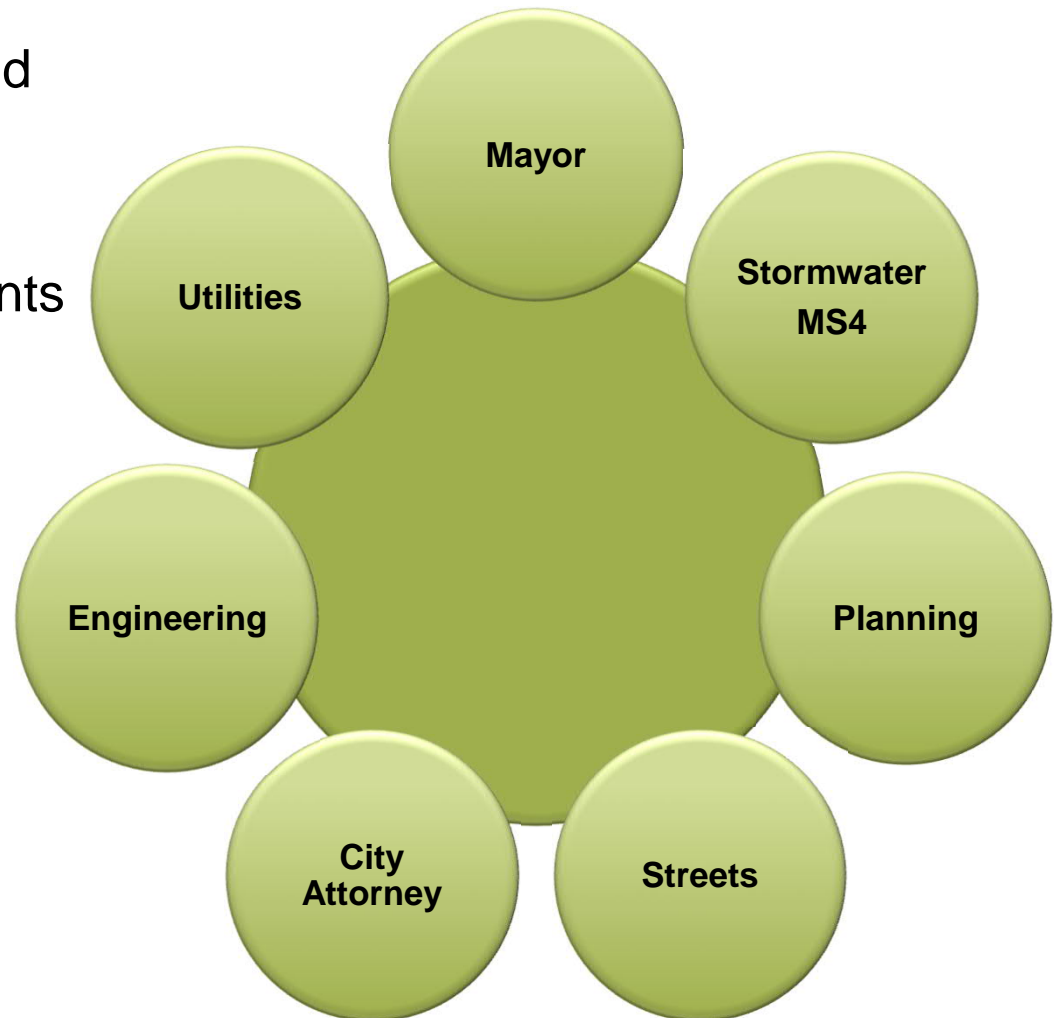 d
nts
Mayor
Stormwater
MS4
Utilities
Engineering
Planning
City
Attorney
Streets